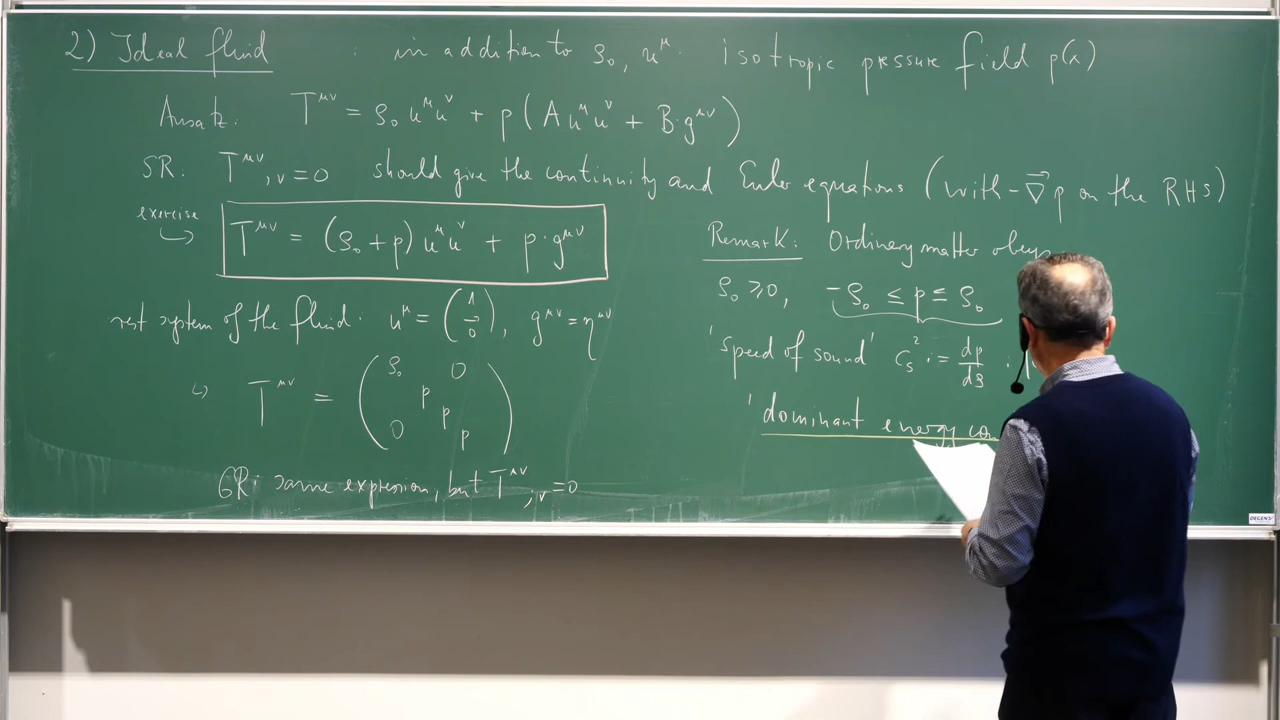 2) Ideal fluid : in addition to ρ₀, u^μ : isotropic pressure field p(x)
Ansatz: T^μν = ρ₀ u^μ u^ν + p (A u^μ u^ν + B·g^μν)
SR: T^μν,ν = 0 should give the continuity and Euler equations (with -∇⃗p on the RHS)
exercise
↪ T^μν = (ρ₀ + p) u^μ u^ν + p·g^μν
rest system of the fluid: u^μ = (1 / 0), g^μν = η^μν
↪ T^μν = ( ρ₀ 0 p p 0 p )
GR: same expression, but T^μν;ν = 0
Remark: Ordinary matter obeys
ρ₀ ≥ 0, -ρ₀ ≤ p ≤ ρ₀
'speed of sound' c_s² := dp/dρ
'dominant energy con
DEGEN'S